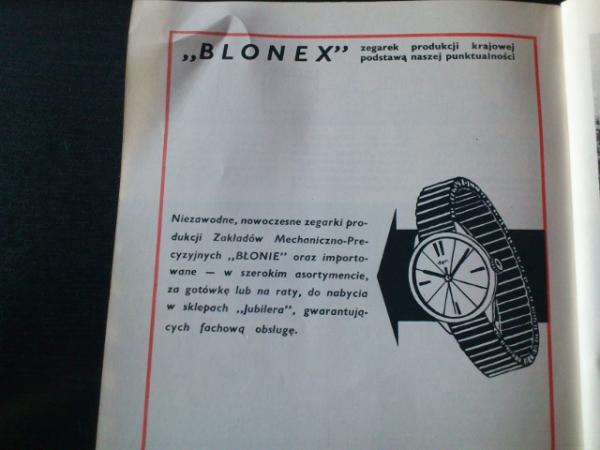 „BLONEX” zegarek produkcji krajowej
podstawą naszej punktualności
Niezawodne, nowoczesne zegarki pro-
dukcji Zakładów Mechaniczno-Pre-
cyzyjnych „BŁONIE” oraz importo-
wane — w szerokim asortymencie,
za gotówkę lub na raty, do nabycia
w sklepach „Jubilera”, gwarantują-
cych fachową obsługę.